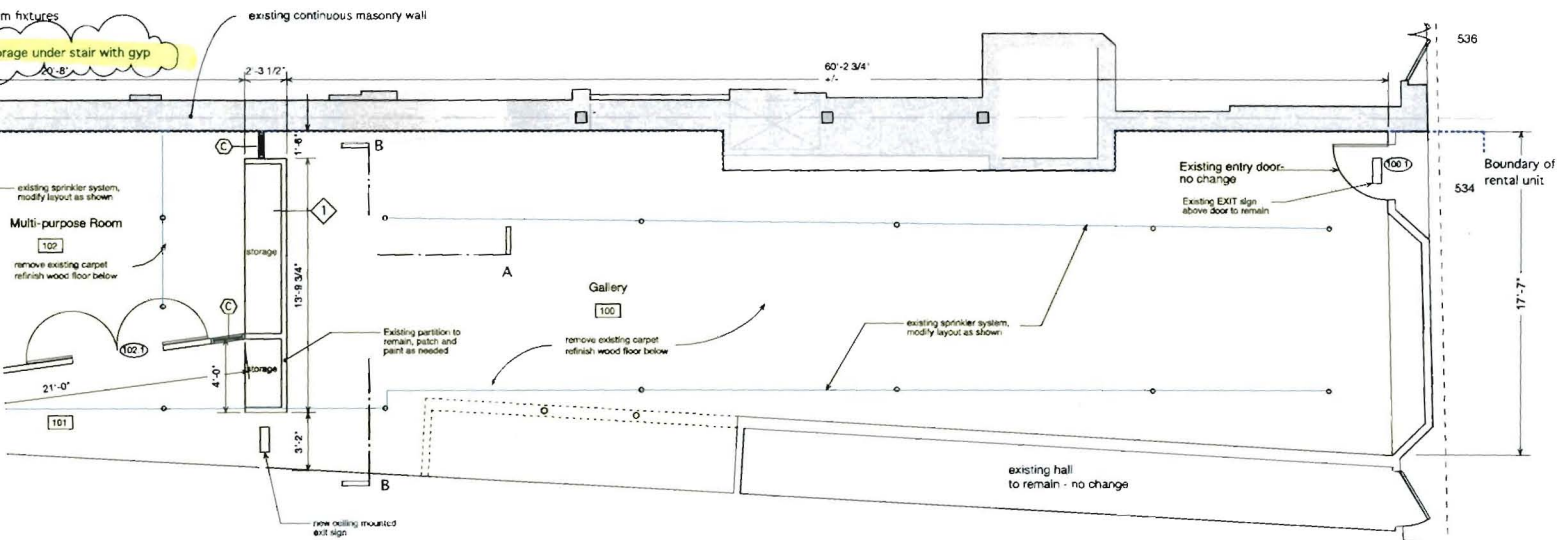 m fixtures
orage under stair with gyp
existing continuous masonry wall
20'-8"
2'-3 1/2"
60'-2 3/4"
+/-
536
C
B
1'-6"
Existing entry door-
no change
100.1
Boundary of
rental unit
534
Existing EXIT sign
above door to remain
existing sprinkler system,
modify layout as shown
Multi-purpose Room
102
remove existing carpet
refinish wood floor below
1
storage
A
13'-9 3/4"
Gallery
100
17'-7"
C
102.1
Existing partition to
remain, patch and
paint as needed
remove existing carpet
refinish wood floor below
existing sprinkler system,
modify layout as shown
storage
4'-0"
21'-0"
101
3'-2"
B
existing hall
to remain - no change
new ceiling mounted
exit sign